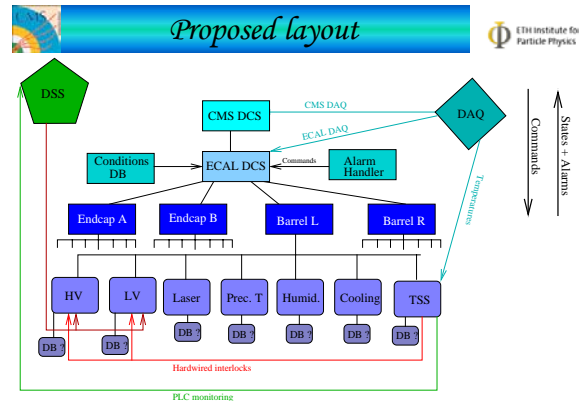 CMS
Proposed layout
ETH Institute for
Particle Physics
DSS
CMS DAQ
CMS DCS
DAQ
ECAL DAQ
Conditions
DB
ECAL DCS
Commands
Alarm
Handler
Commands
States + Alarms
Temperatures
Endcap A
Endcap B
Barrel L
Barrel R
HV
LV
Laser
Prec. T
Humid.
Cooling
TSS
DB ?
DB ?
DB ?
DB ?
DB ?
DB ?
DB ?
Hardwired interlocks
PLC monitoring